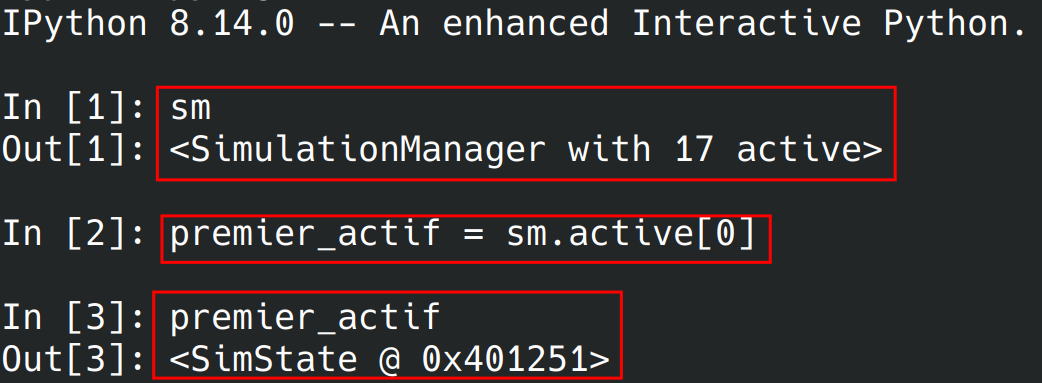 IPython 8.14.0 -- An enhanced Interactive Python.
In [1]: sm
Out[1]: <SimulationManager with 17 active>
In [2]: premier_actif = sm.active[0]
In [3]: premier_actif
Out[3]: <SimState @ 0x401251>